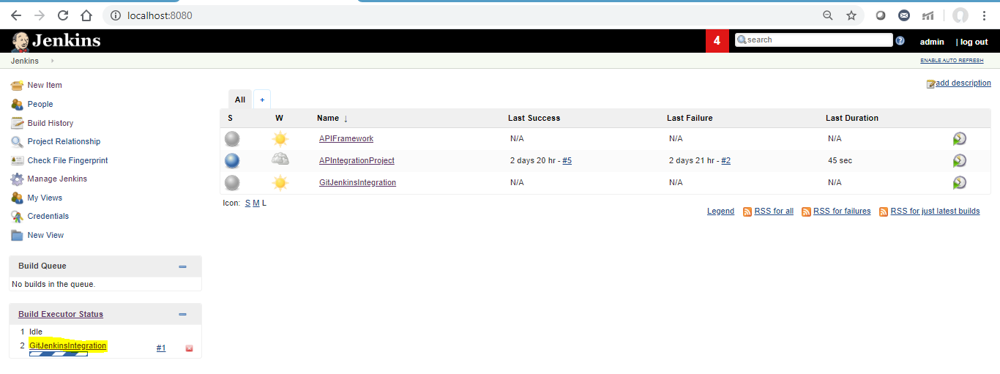 localhost:8080
Jenkins
4
search
admin
| log out
Jenkins
ENABLE AUTO REFRESH
New Item
People
Build History
Project Relationship
Check File Fingerprint
Manage Jenkins
My Views
Credentials
New View
Build Queue
No builds in the queue.
Build Executor Status
1 Idle
2 GitJenkinsIntegration #1
add description
All +
S W Name ↓ Last Success Last Failure Last Duration
APIFramework N/A N/A N/A
APIntegrationProject 2 days 20 hr - #5 2 days 21 hr - #2 45 sec
GitJenkinsIntegration N/A N/A N/A
Icon: S M L
Legend RSS for all RSS for failures RSS for just latest builds